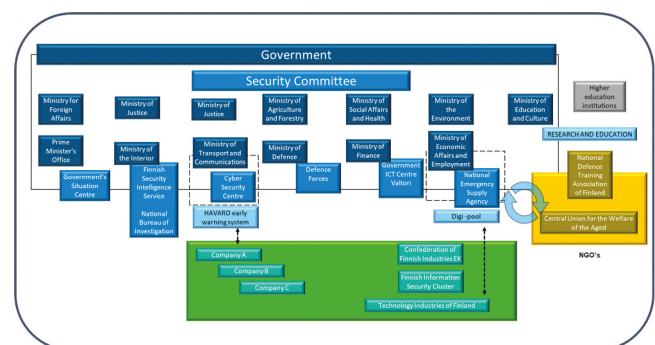 Government
Security Committee
Ministry for
Foreign
Affairs
Ministry of
Justice
Ministry of
Justice
Ministry of
Agriculture
and Forestry
Ministry of
Social Affairs
and Health
Ministry of
the
Environment
Ministry of
Education
and Culture
Higher
education
institutions
RESEARCH AND EDUCATION
Prime
Minster's
Office
Ministry of
the Interior
Ministry of
Transport and
Communications
Ministry of
Defence
Ministry of
Finance
Ministry of
Economic
Affairs and
Employment
Government's
Situation
Centre
Finnish
Security
Intelligence
Service
National
Bureau of
Investigation
Cyber
Security
Centre
Defence
Forces
Government
ICT Centre
Valtori
National
Emergency
Supply
Agency
National
Defence
Training
Association
of Finland
HAVARO early
warning system
Digi -pool
Central Union for the Welfare
of the Aged
NGO's
Company A
Company B
Company C
Confederation of
Finnish Industries EK
Finnish Information
Security Cluster
Technology Industries of Finland